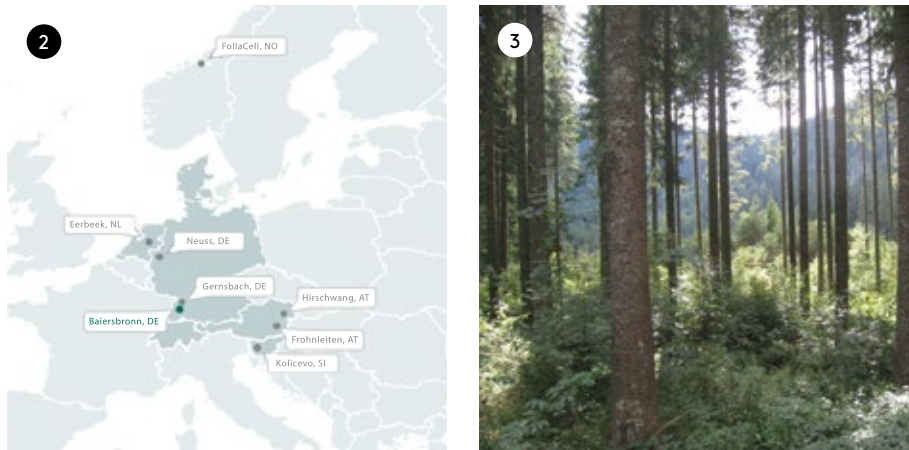 2
FollaCell, NO
Eerbeek, NL
Neuss, DE
Gernsbach, DE
Hirschwang, AT
Baiersbronn, DE
Frohnleiten, AT
Kolicevo, SI
3